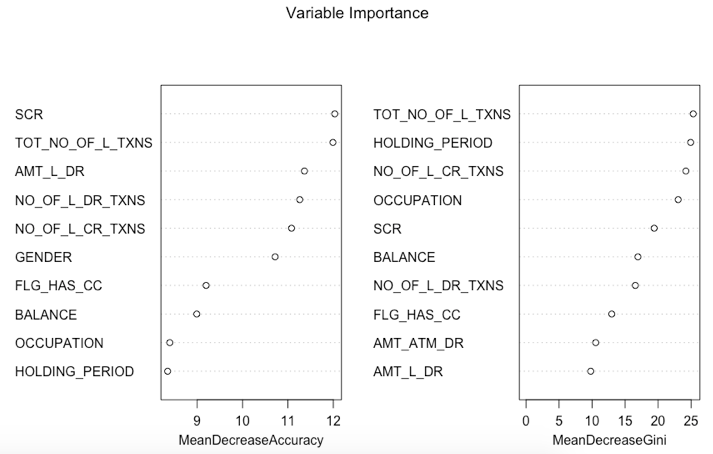 Variable Importance
SCR
TOT_NO_OF_L_TXNS
AMT_L_DR
NO_OF_L_DR_TXNS
NO_OF_L_CR_TXNS
GENDER
FLG_HAS_CC
BALANCE
OCCUPATION
HOLDING_PERIOD
9 10 11 12
MeanDecreaseAccuracy
TOT_NO_OF_L_TXNS
HOLDING_PERIOD
NO_OF_L_CR_TXNS
OCCUPATION
SCR
BALANCE
NO_OF_L_DR_TXNS
FLG_HAS_CC
AMT_ATM_DR
AMT_L_DR
0 5 10 15 20 25
MeanDecreaseGini